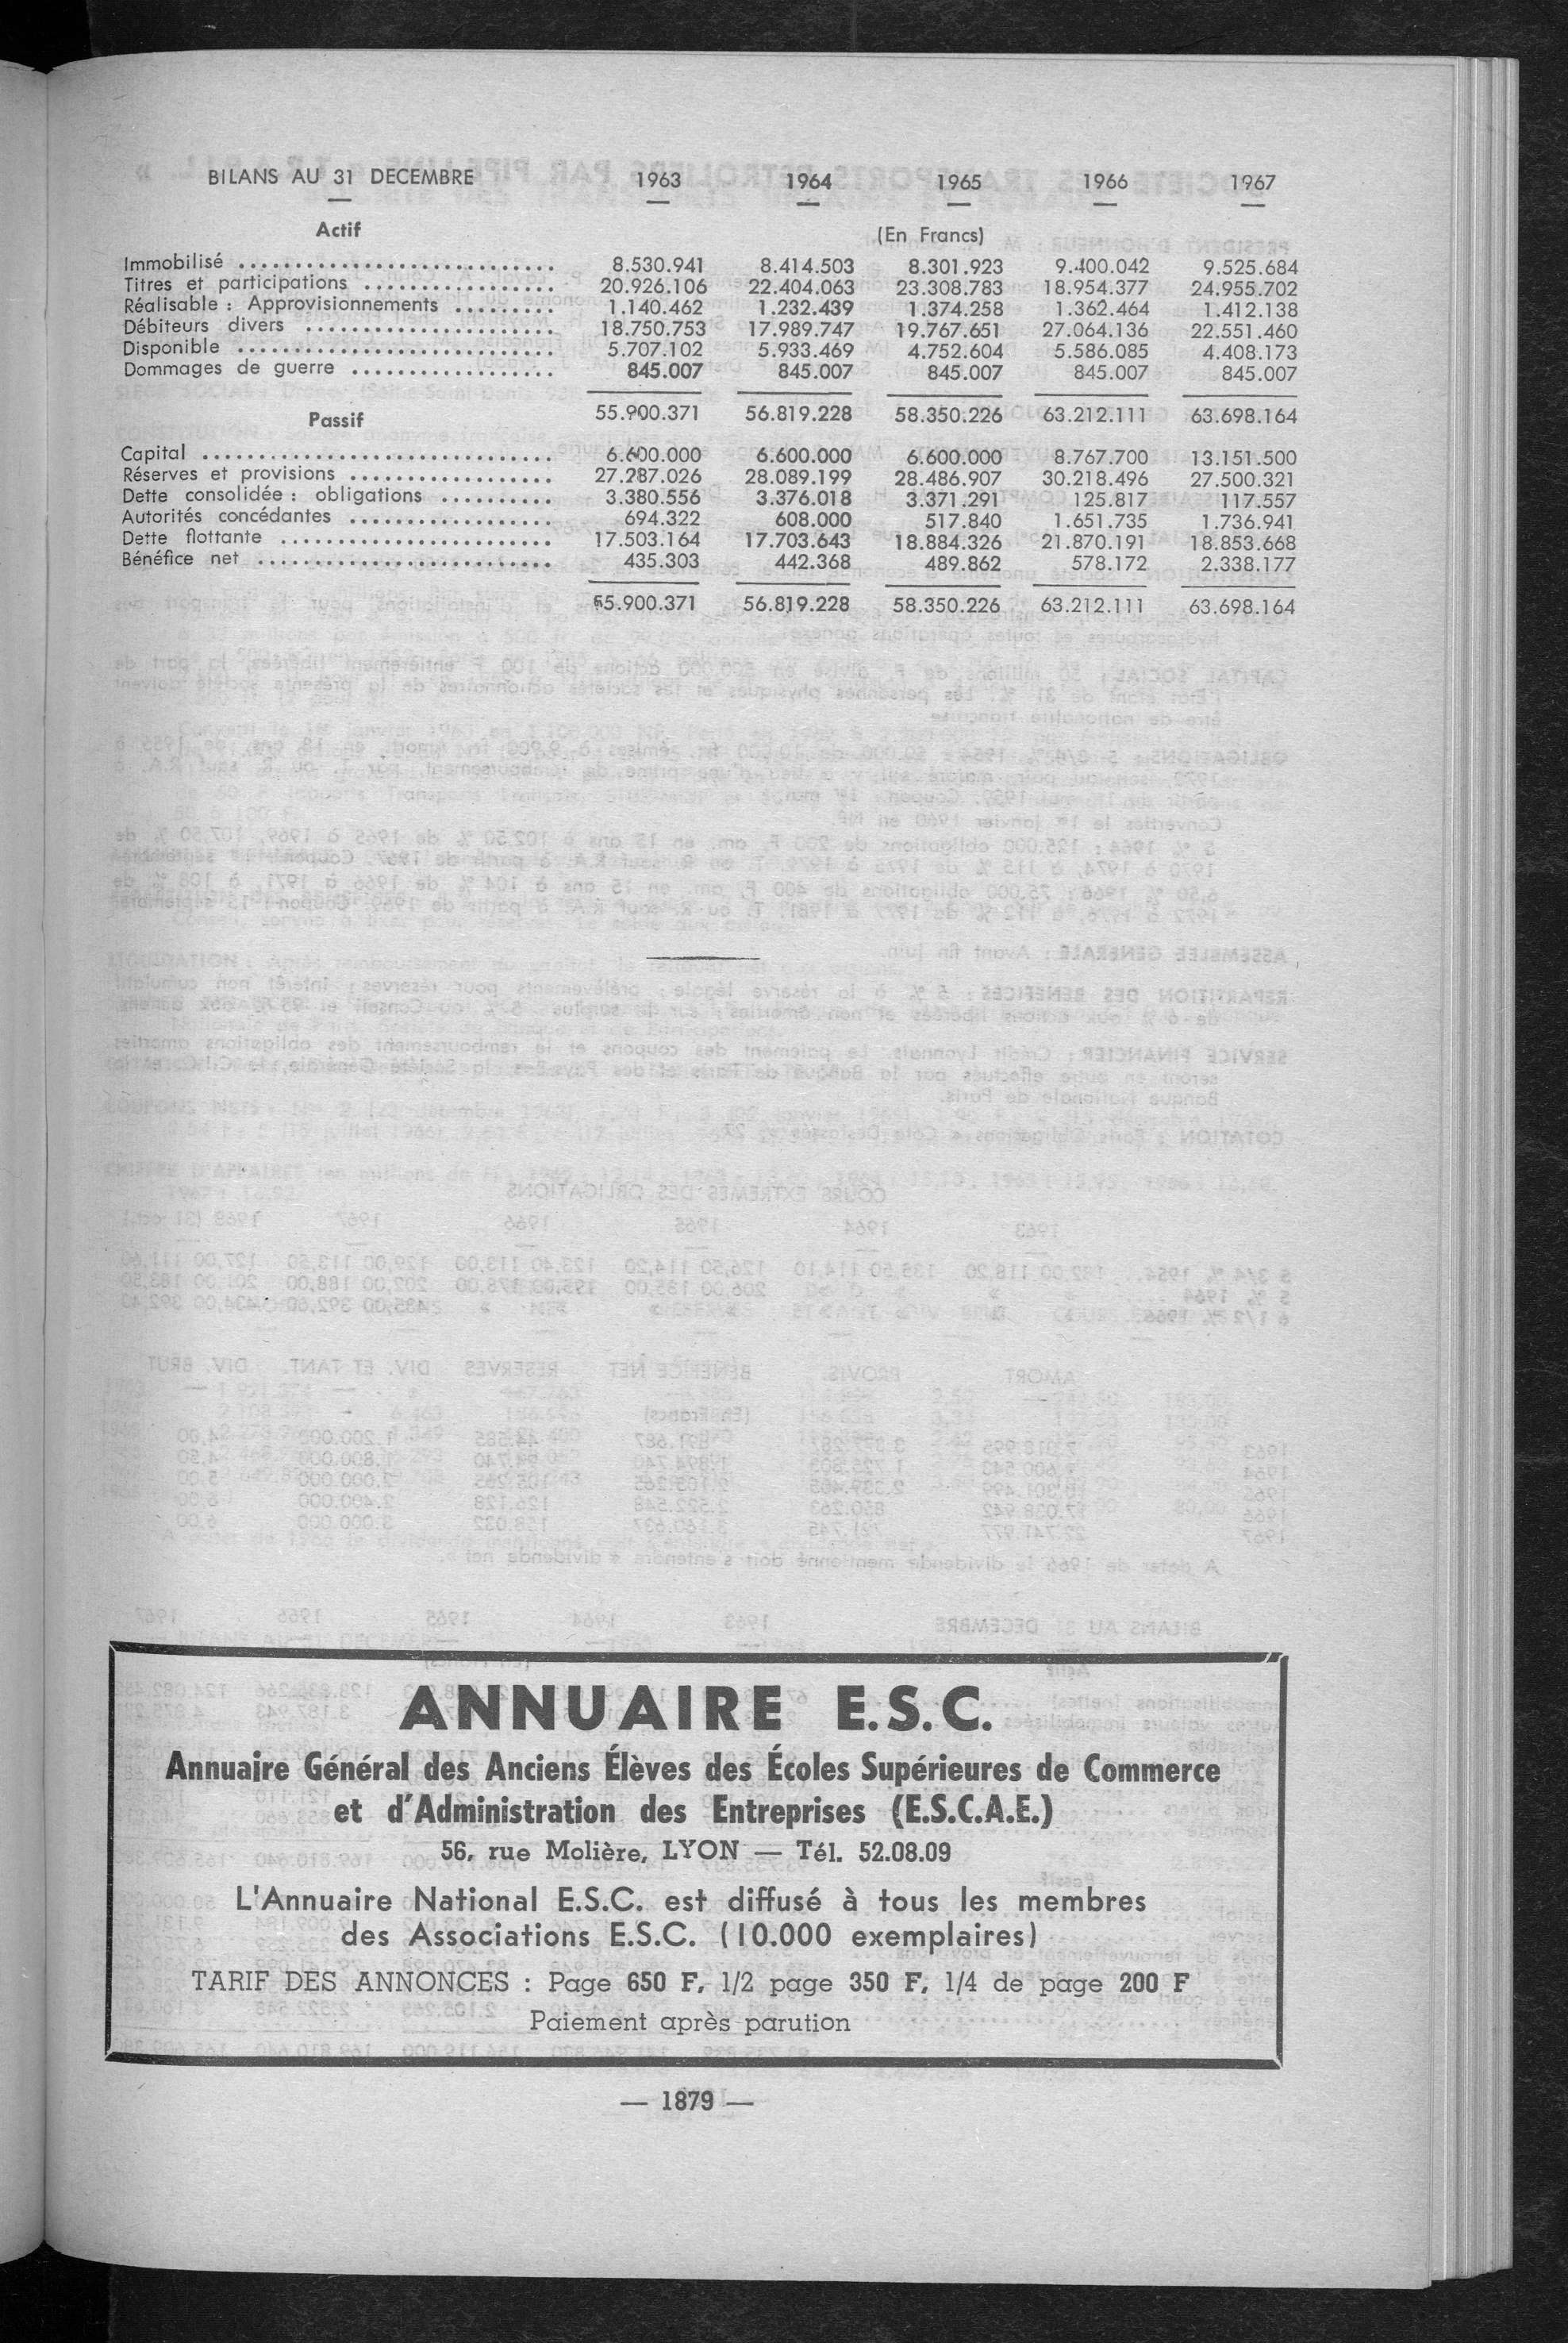 BILANS AU 31 DECEMBRE 1963 1964 1965 1966 1967
Actif (En Francs)
Immobilisé ............................ 8.530.941 8.414.503 8.301.923 9.400.042 9.525.684
Titres et participations ................. 20.926.106 22.404.063 23.308.783 18.954.377 24.955.702
Réalisable : Approvisionnements ......... 1.140.462 1.232.439 1.374.258 1.362.464 1.412.138
Débiteurs divers ...................... 18.750.753 17.989.747 19.767.651 27.064.136 22.551.460
Disponible ............................ 5.707.102 5.933.469 4.752.604 5.586.085 4.408.173
Dommages de guerre .................. 845.007 845.007 845.007 845.007 845.007
55.900.371 56.819.228 58.350.226 63.212.111 63.698.164
Passif
Capital ............................... 6.600.000 6.600.000 6.600.000 8.767.700 13.151.500
Réserves et provisions .................. 27.287.026 28.089.199 28.486.907 30.218.496 27.500.321
Dette consolidée : obligations .......... 3.380.556 3.376.018 3.371.291 125.817 117.557
Autorités concédantes .................. 694.322 608.000 517.840 1.651.735 1.736.941
Dette flottante ........................ 17.503.164 17.703.643 18.884.326 21.870.191 18.853.668
Bénéfice net .......................... 435.303 442.368 489.862 578.172 2.338.177
55.900.371 56.819.228 58.350.226 63.212.111 63.698.164
ANNUAIRE E.S.C.
Annuaire Général des Anciens Élèves des Écoles Supérieures de Commerce
et d'Administration des Entreprises (E.S.C.A.E.)
56, rue Molière, LYON — Tél. 52.08.09
L'Annuaire National E.S.C. est diffusé à tous les membres
des Associations E.S.C. (10.000 exemplaires)
TARIF DES ANNONCES : Page 650 F, 1/2 page 350 F, 1/4 de page 200 F
Paiement après parution
— 1879 —